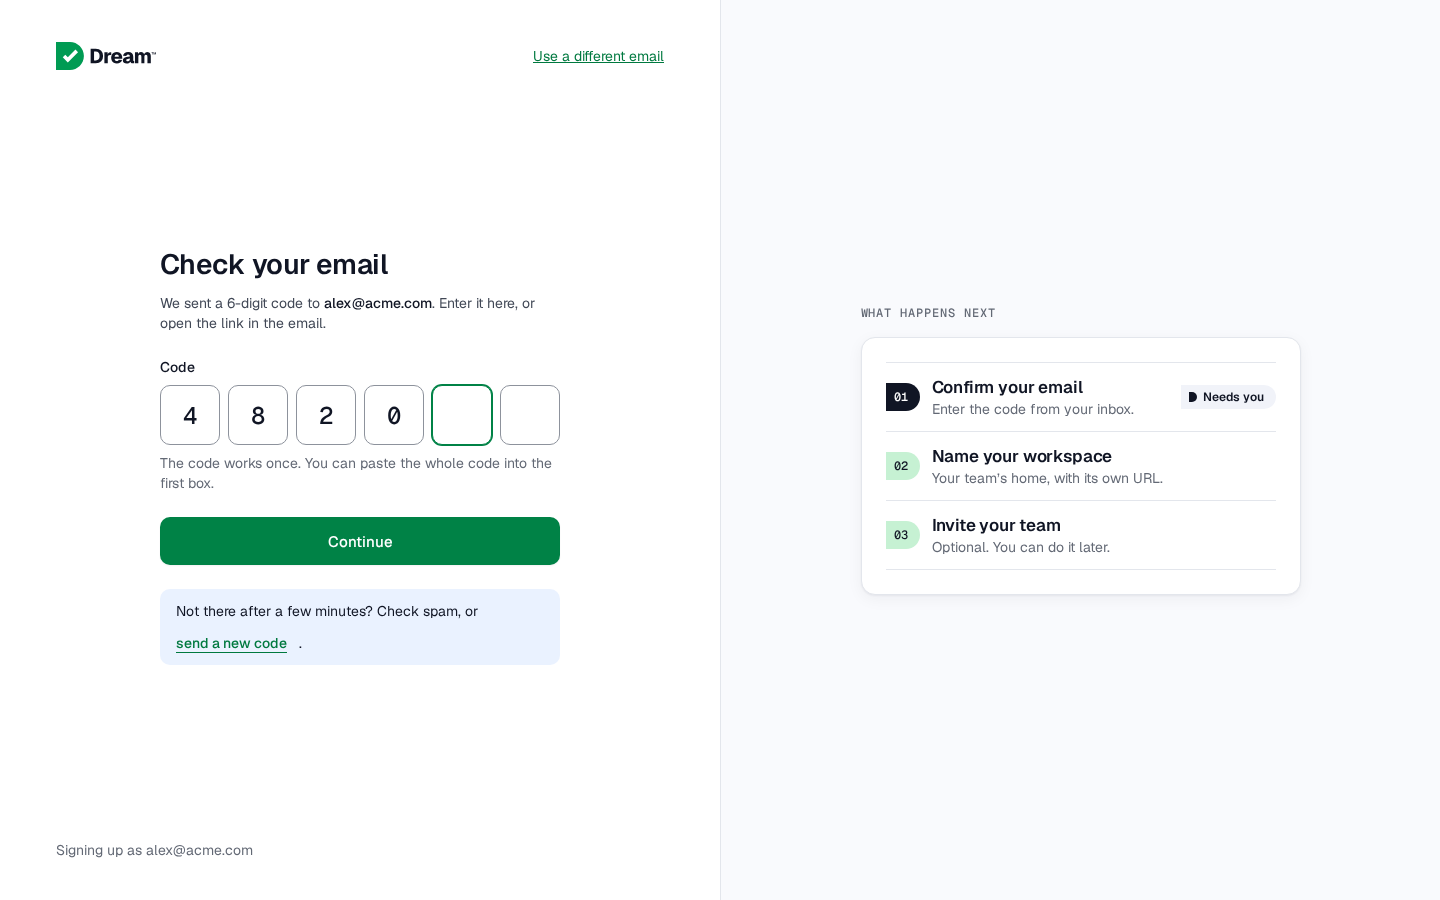 Dream™
Use a different email
Check your email
We sent a 6-digit code to alex@acme.com. Enter it here, or
open the link in the email.
Code
4 8 2 0
The code works once. You can paste the whole code into the
first box.
Continue
Not there after a few minutes? Check spam, or
send a new code .
Signing up as alex@acme.com
WHAT HAPPENS NEXT
01 Confirm your email Needs you
Enter the code from your inbox.
02 Name your workspace
Your team's home, with its own URL.
03 Invite your team
Optional. You can do it later.